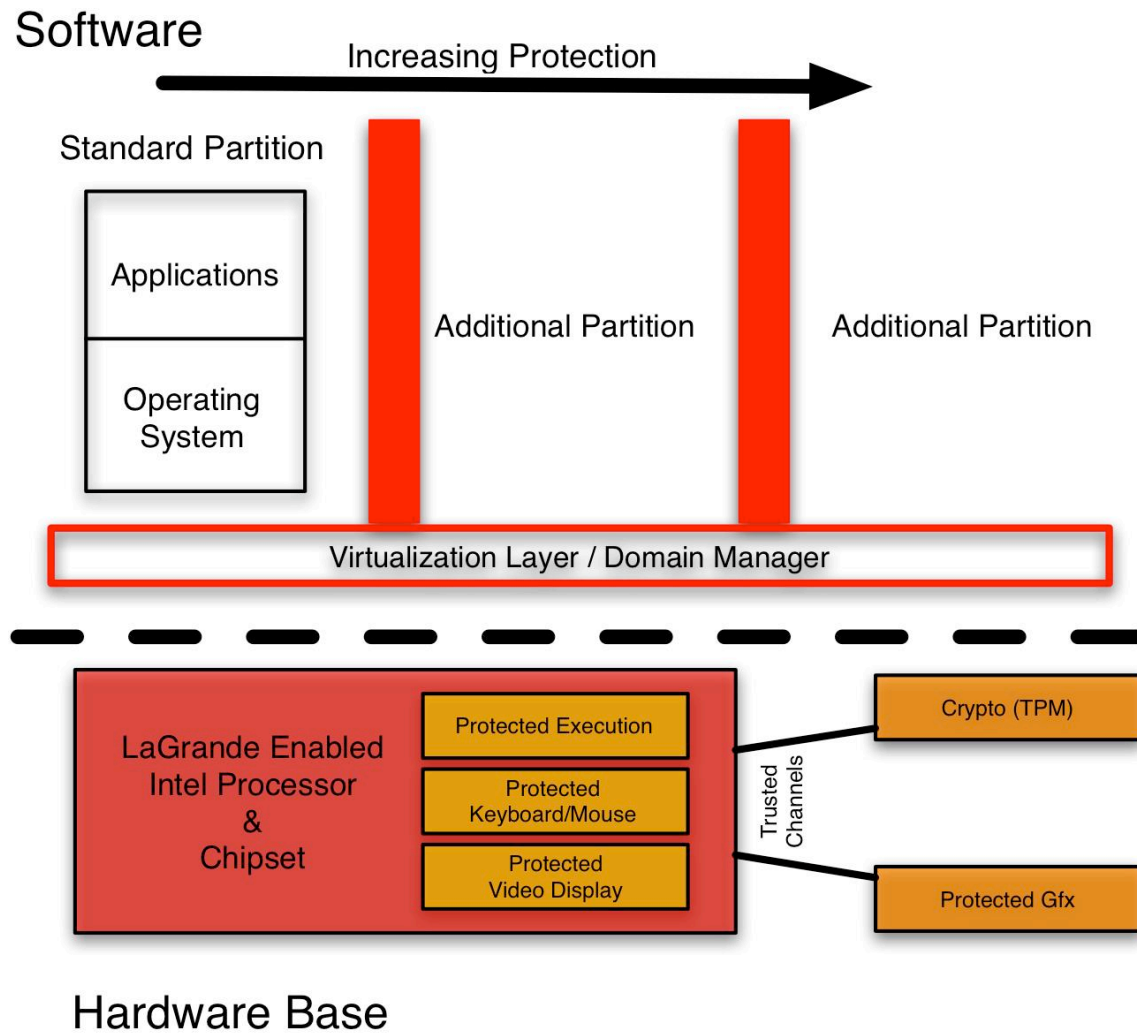 Software
Increasing Protection
Standard Partition
Applications
Operating
System
Additional Partition
Additional Partition
Virtualization Layer / Domain Manager
LaGrande Enabled
Intel Processor
&
Chipset
Protected Execution
Protected
Keyboard/Mouse
Protected
Video Display
Trusted
Channels
Crypto (TPM)
Protected Gfx
Hardware Base